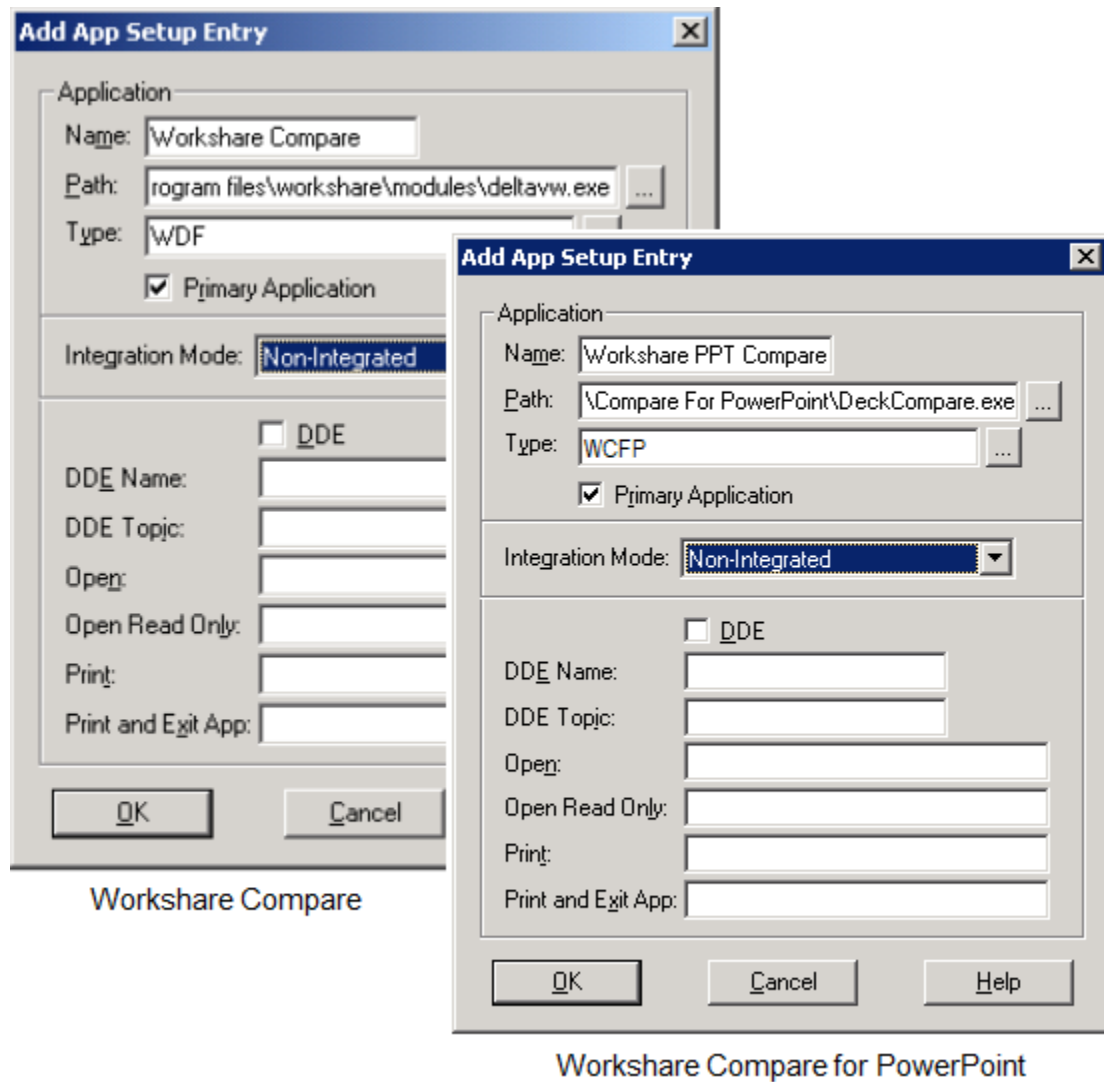 Add App Setup Entry
Application
Name: Workshare Compare
Path: rogram files\workshare\modules\deltavw.exe ...
Type: WDF
Primary Application
Integration Mode: Non-Integrated
DDE
DDE Name:
DDE Topic:
Open:
Open Read Only:
Print:
Print and Exit App:
OK Cancel
Workshare Compare
Add App Setup Entry
Application
Name: Workshare PPT Compare
Path: \Compare For PowerPoint\DeckCompare.exe ...
Type: WCFP ...
Primary Application
Integration Mode: Non-Integrated
DDE
DDE Name:
DDE Topic:
Open:
Open Read Only:
Print:
Print and Exit App:
OK Cancel Help
Workshare Compare for PowerPoint